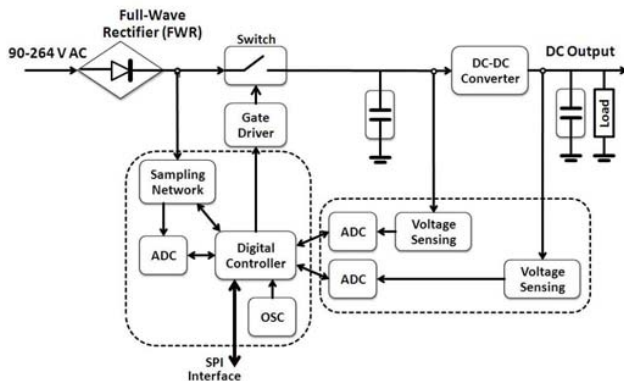 Full-Wave
Rectifier (FWR)
90-264 V AC
Switch
DC-DC
Converter
DC Output
Load
Gate
Driver
Sampling
Network
ADC
Digital
Controller
OSC
SPI
Interface
ADC
Voltage
Sensing
ADC
Voltage
Sensing